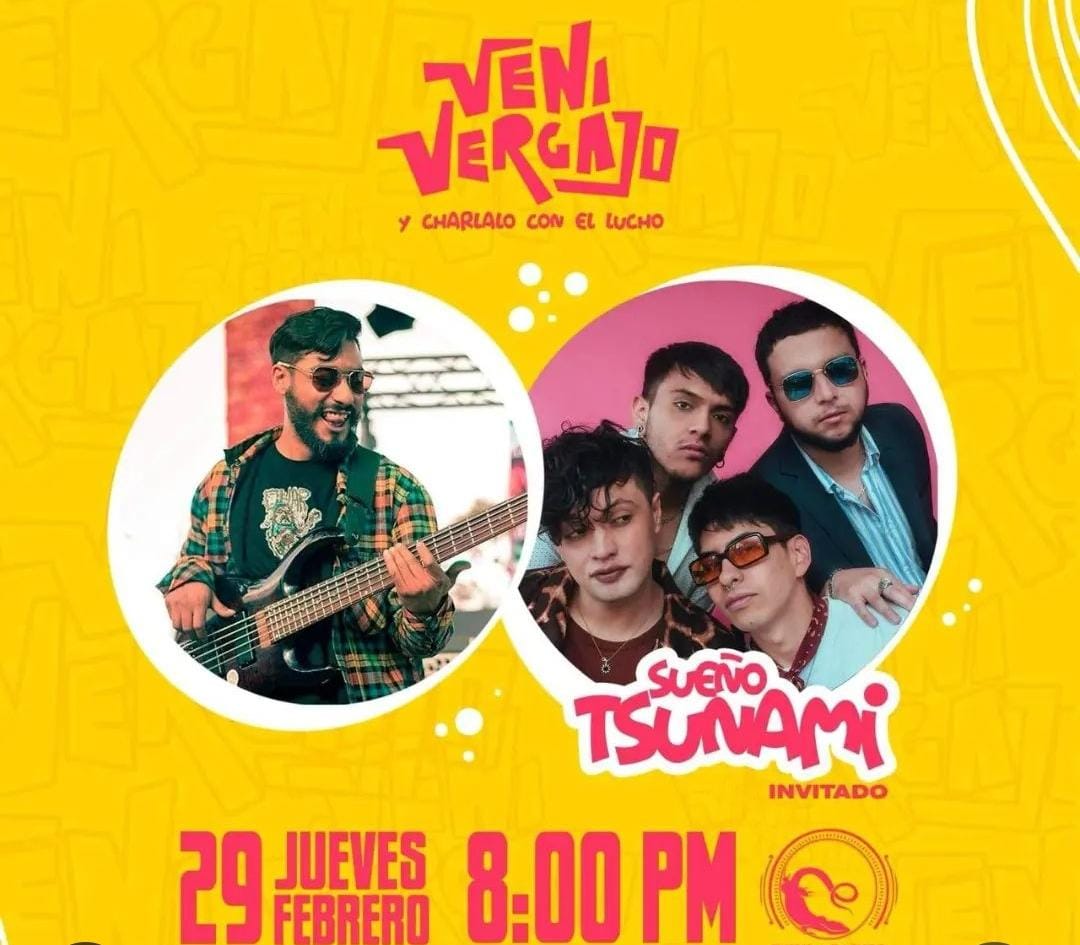 VENI
VERGAJO
Y CHARLALO CON EL LUCHO
SUEÑO
TSUNAMI
INVITADO
29 JUEVES
FEBRERO
8:00 PM